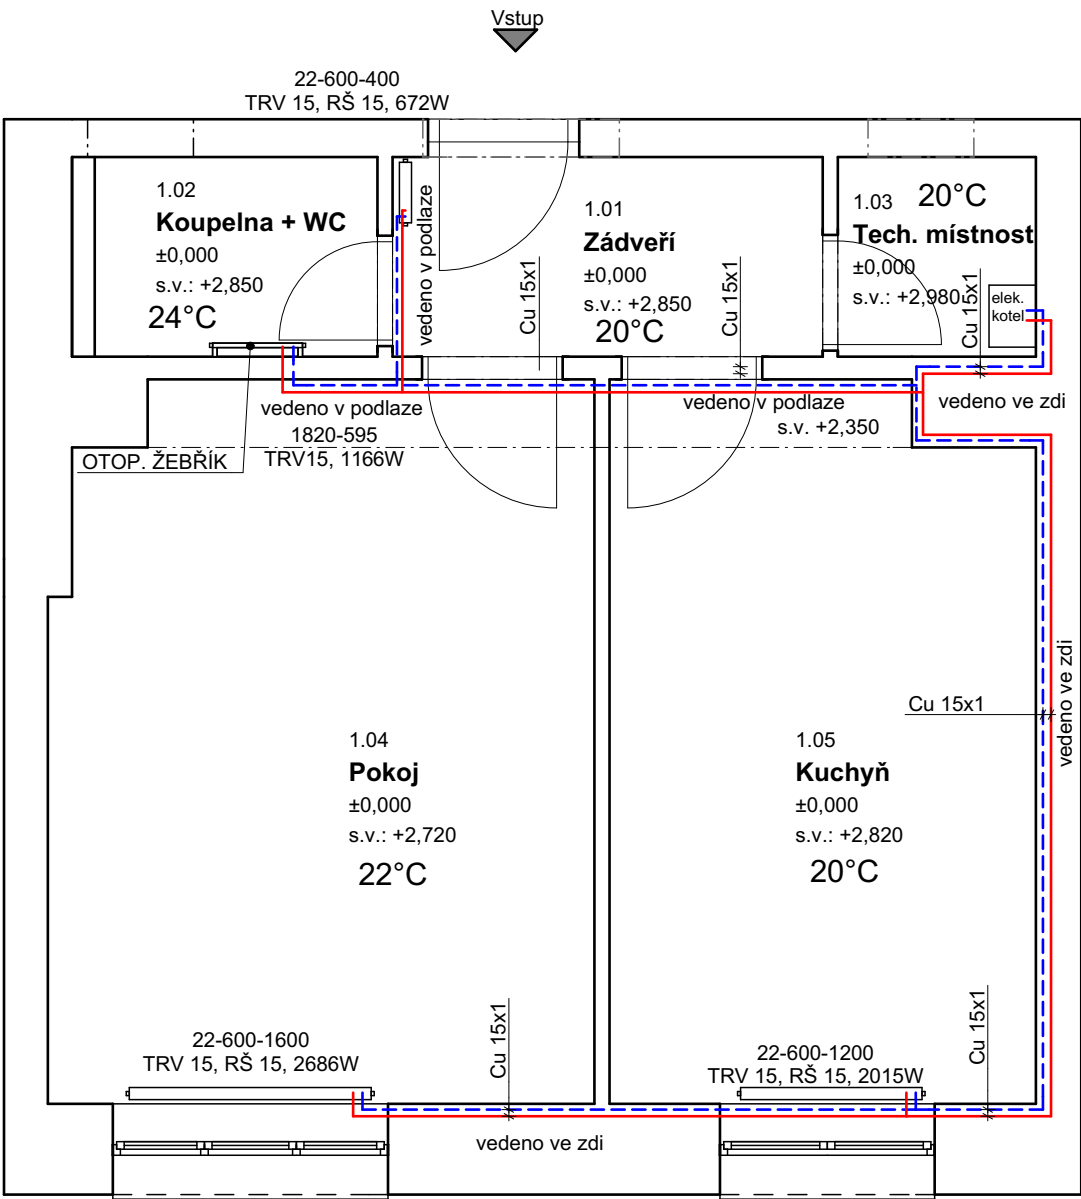 Vstup
22-600-400
TRV 15, RŠ 15, 672W
1.02
Koupelna + WC
±0,000
s.v.: +2,850
24°C
vedeno v podlaze
1.01
Zádveří
±0,000
s.v.: +2,850
20°C
Cu 15x1
Cu 15x1
1.03
20°C
Tech. místnost
±0,000
s.v.: +2,980
Cu 15x1
elek.
kotel
vedeno v podlaze
1820-595
TRV15, 1166W
OTOP. ŽEBŘÍK
vedeno v podlaze
s.v. +2,350
vedeno ve zdi
Cu 15x1
vedeno ve zdi
1.04
Pokoj
±0,000
s.v.: +2,720
22°C
1.05
Kuchyň
±0,000
s.v.: +2,820
20°C
22-600-1600
TRV 15, RŠ 15, 2686W
Cu 15x1
22-600-1200
TRV 15, RŠ 15, 2015W
Cu 15x1
vedeno ve zdi